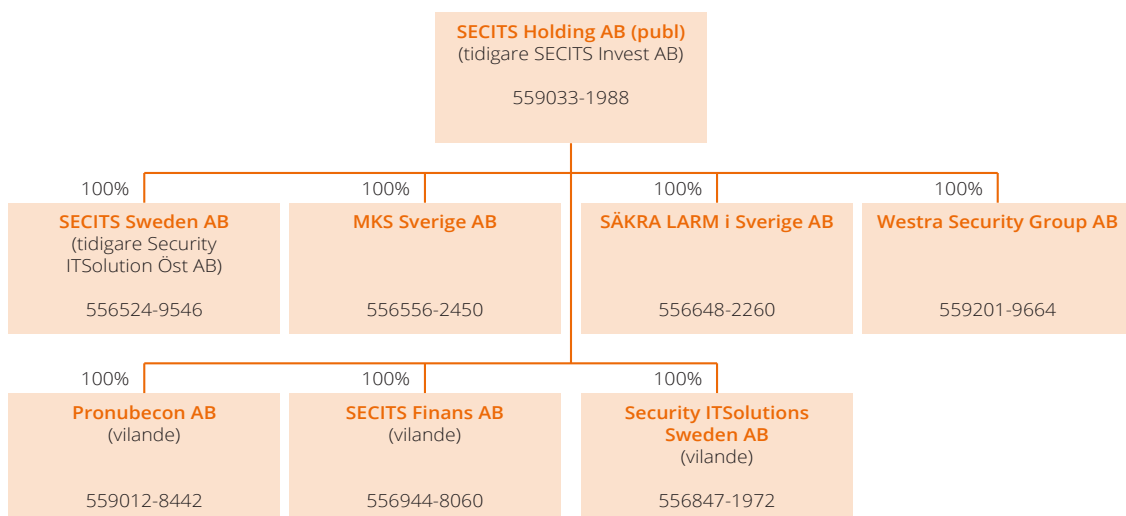 SECITS Holding AB (publ)
(tidigare SECITS Invest AB)
559033-1988
100%
SECITS Sweden AB
(tidigare Security
ITSolution Öst AB)
556524-9546
100%
MKS Sverige AB
556556-2450
100%
SÄKRA LARM i Sverige AB
556648-2260
100%
Westra Security Group AB
559201-9664
100%
Pronubecon AB
(vilande)
559012-8442
100%
SECITS Finans AB
(vilande)
556944-8060
100%
Security ITSolutions
Sweden AB
(vilande)
556847-1972